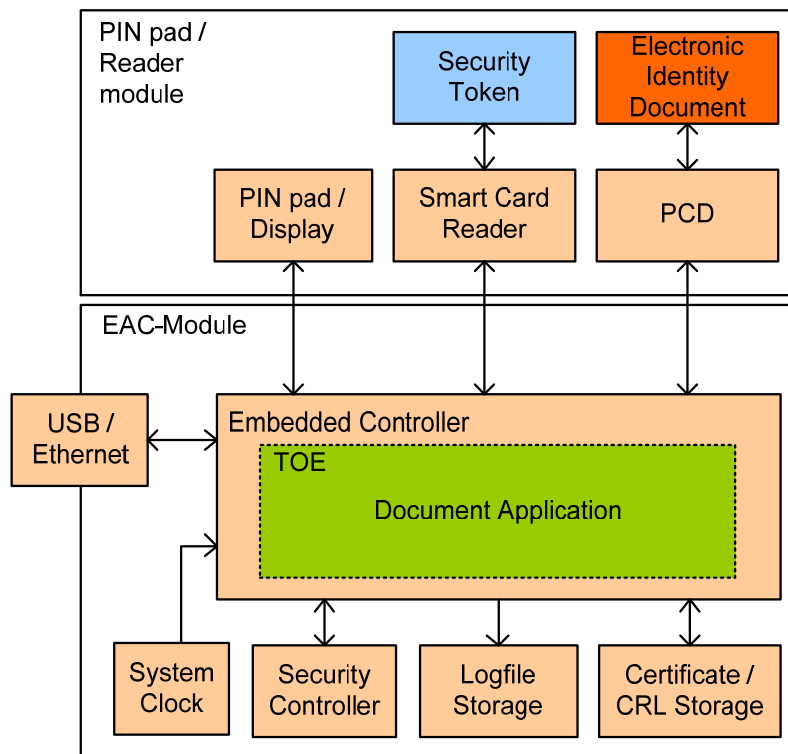 PIN pad /
Reader
module
Security
Token
Electronic
Identity
Document
PIN pad /
Display
Smart Card
Reader
PCD
EAC-Module
USB /
Ethernet
Embedded Controller
TOE
Document Application
System
Clock
Security
Controller
Logfile
Storage
Certificate /
CRL Storage